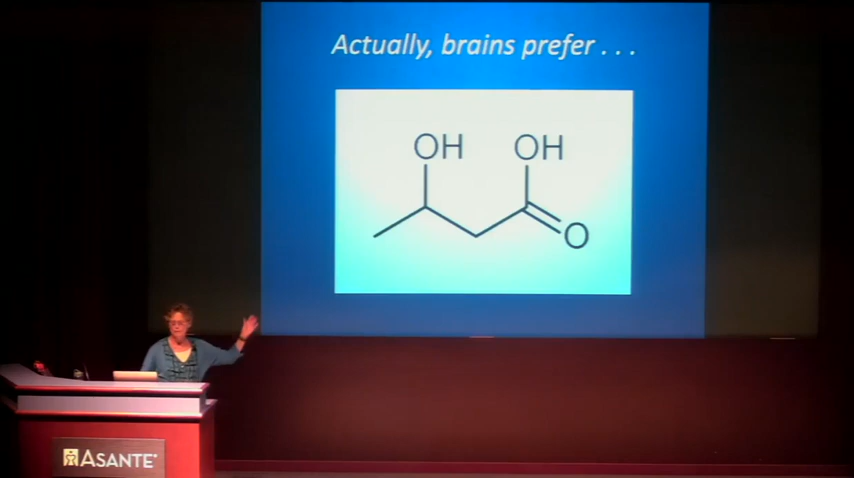 Actually, brains prefer . . .
OH OH
O
ASANTE